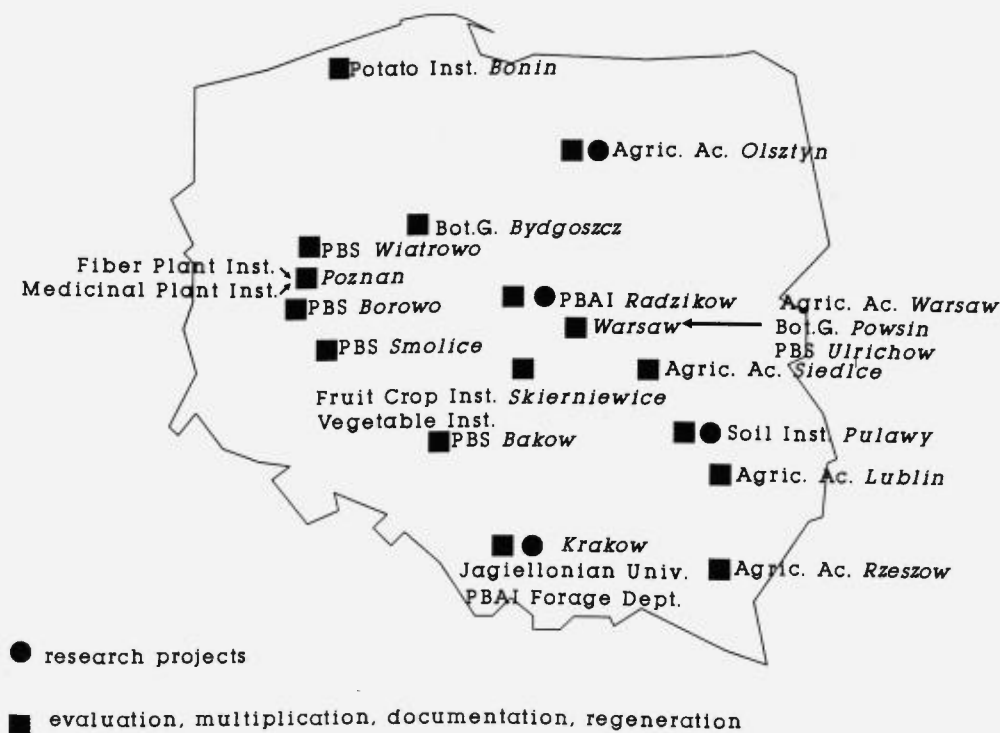 Potato Inst. Bonin
Agric. Ac. Olsztyn
Bot.G. Bydgoszcz
PBS Wiatrowo
Fiber Plant Inst.
Medicinal Plant Inst.
Poznan
PBS Borowo
PBAI Radzikow
Agric. Ac. Warsaw
Warsaw
Bot.G. Powsin
PBS Ulrichow
PBS Smolice
Agric. Ac. Siedlce
Fruit Crop Inst. Skierniewice
Vegetable Inst.
PBS Bakow
Soil Inst. Pulawy
Agric. Ac. Lublin
Krakow
Jagiellonian Univ.
PBAI Forage Dept.
Agric. Ac. Rzeszow
research projects
evaluation, multiplication, documentation, regeneration